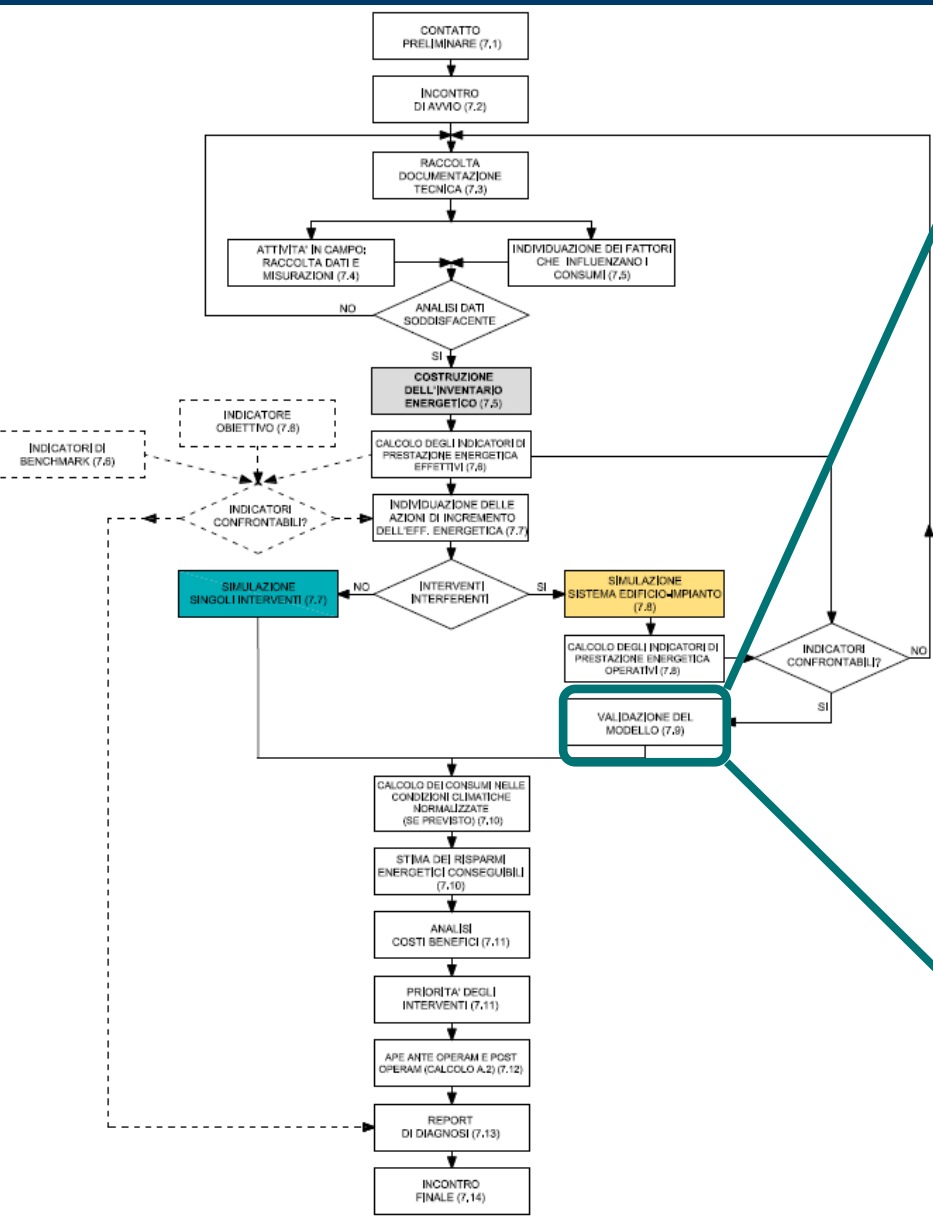 CONTATTO
PRELIMINARE (7.1)
INCONTRO
DI AVVIO (7.2)
RACCOLTA
DOCUMENTAZIONE
TECNICA (7.3)
ATTIVITA' IN CAMPO:
RACCOLTA DATI E
MISURAZIONI (7.4)
INDIVIDUAZIONE DEI FATTORI
CHE INFLUENZANO I
CONSUMI (7.5)
NO
ANALISI DATI
SODDISFACENTE
SI
COSTRUZIONE
DELL'INVENTARIO
ENERGETICO (7.5)
INDICATORE
OBIETTIVO (7.6)
INDICATORI DI
BENCHMARK (7.6)
CALCOLO DEGLI INDICATORI DI
PRESTAZIONE ENERGETICA
EFFETTIVI (7.6)
INDICATORI
CONFRONTABILI?
INDIVIDUAZIONE DELLE
AZIONI DI INCREMENTO
DELL'EFF. ENERGETICA (7.7)
SIMULAZIONE
SINGOLI INTERVENTI (7.7)
NO
INTERVENTI
INTERFERENTI
SI
SIMULAZIONE
SISTEMA EDIFICIO-IMPIANTO
(7.8)
CALCOLO DEGLI INDICATORI DI
PRESTAZIONE ENERGETICA
OPERATIVI (7.8)
INDICATORI
CONFRONTABILI?
NO
SI
VALIDAZIONE DEL
MODELLO (7.9)
CALCOLO DEI CONSUMI NELLE
CONDIZIONI CLIMATICHE
NORMALIZZATE
(SE PREVISTO) (7.10)
STIMA DEI RISPARMI
ENERGETICI CONSEGUIBILI
(7.10)
ANALISI
COSTI BENEFICI (7.11)
PRIORITA' DEGLI
INTERVENTI (7.11)
APE ANTE OPERAM E POST
OPERAM (CALCOLO A.2) (7.12)
REPORT
DI DIAGNOSI (7.13)
INCONTRO
FINALE (7.14)